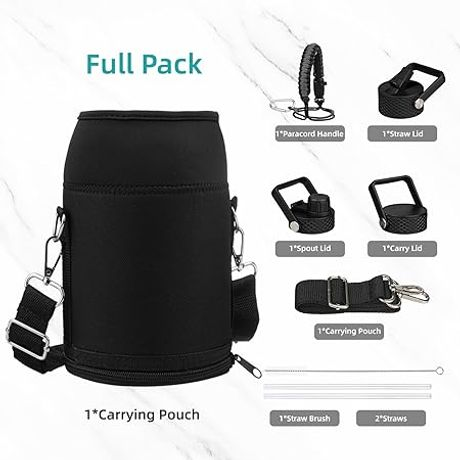 Full Pack
1*Paracord Handle
1*Straw Lid
1*Spout Lid
1*Carry Lid
1*Carrying Pouch
1*Straw Brush
2*Straws
1*Carrying Pouch